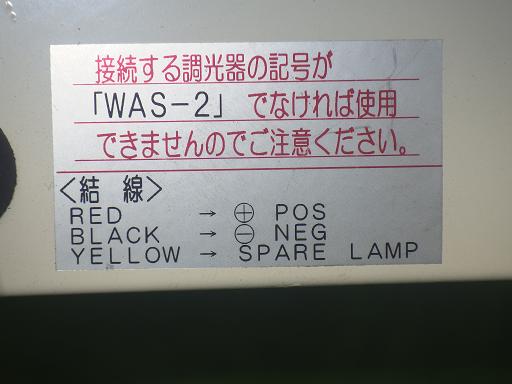 接続する調光器の記号が
「WAS-2」でなければ使用
できませんのでご注意ください。
<結 線>
RED → ⊕ POS
BLACK → ⊖ NEG
YELLOW → SPARE LAMP